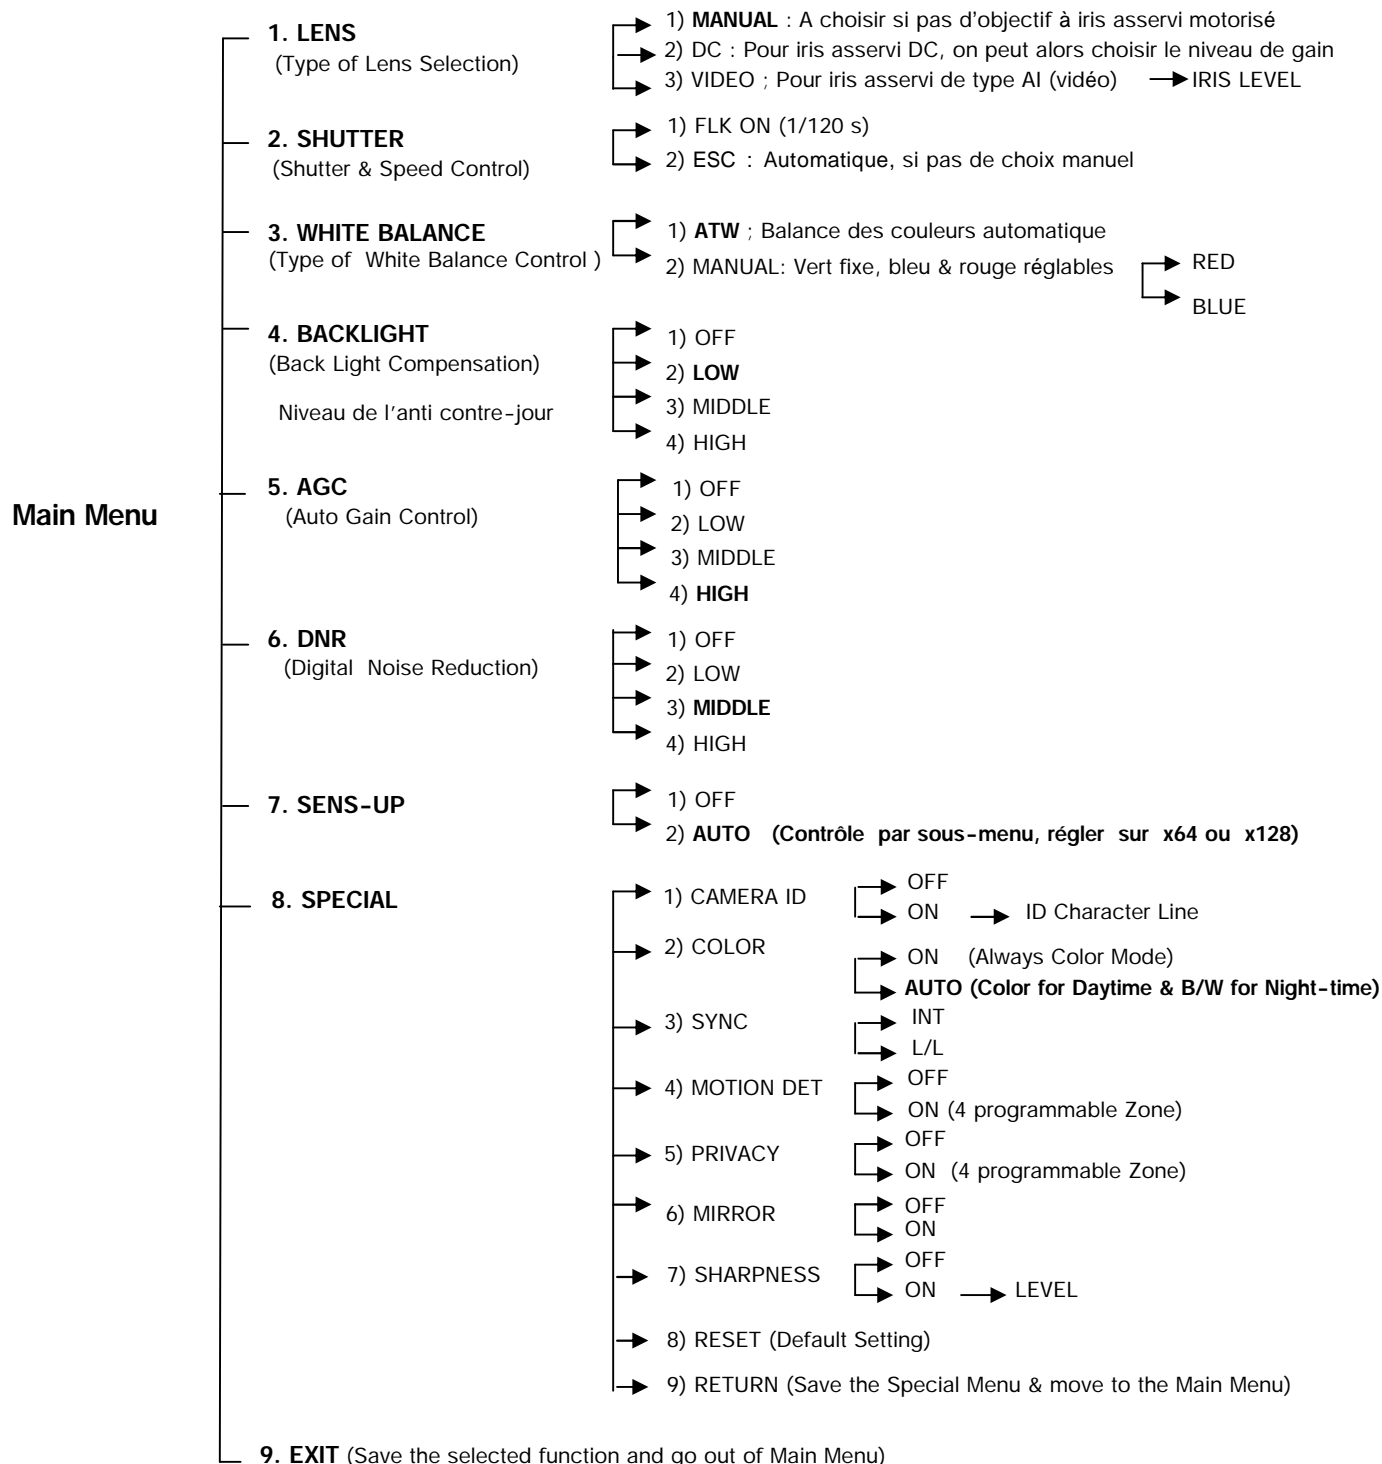 1. LENS
(Type of Lens Selection)
1) MANUAL : A choisir si pas d'objectif à iris asservi motorisé
2) DC : Pour iris asservi DC, on peut alors choisir le niveau de gain
3) VIDEO ; Pour iris asservi de type AI (vidéo) IRIS LEVEL
2. SHUTTER
(Shutter & Speed Control)
1) FLK ON (1/120 s)
2) ESC : Automatique, si pas de choix manuel
3. WHITE BALANCE
(Type of White Balance Control )
1) ATW ; Balance des couleurs automatique
2) MANUAL: Vert fixe, bleu & rouge réglables
RED
BLUE
4. BACKLIGHT
(Back Light Compensation)
Niveau de l'anti contre-jour
1) OFF
2) LOW
3) MIDDLE
4) HIGH
Main Menu
5. AGC
(Auto Gain Control)
1) OFF
2) LOW
3) MIDDLE
4) HIGH
6. DNR
(Digital Noise Reduction)
1) OFF
2) LOW
3) MIDDLE
4) HIGH
7. SENS-UP
1) OFF
2) AUTO (Contrôle par sous-menu, régler sur x64 ou x128)
8. SPECIAL
1) CAMERA ID
OFF
ON ID Character Line
2) COLOR
ON (Always Color Mode)
AUTO (Color for Daytime & B/W for Night-time)
3) SYNC
INT
L/L
4) MOTION DET
OFF
ON (4 programmable Zone)
5) PRIVACY
OFF
ON (4 programmable Zone)
6) MIRROR
OFF
ON
7) SHARPNESS
OFF
ON LEVEL
8) RESET (Default Setting)
9) RETURN (Save the Special Menu & move to the Main Menu)
9. EXIT (Save the selected function and go out of Main Menu)